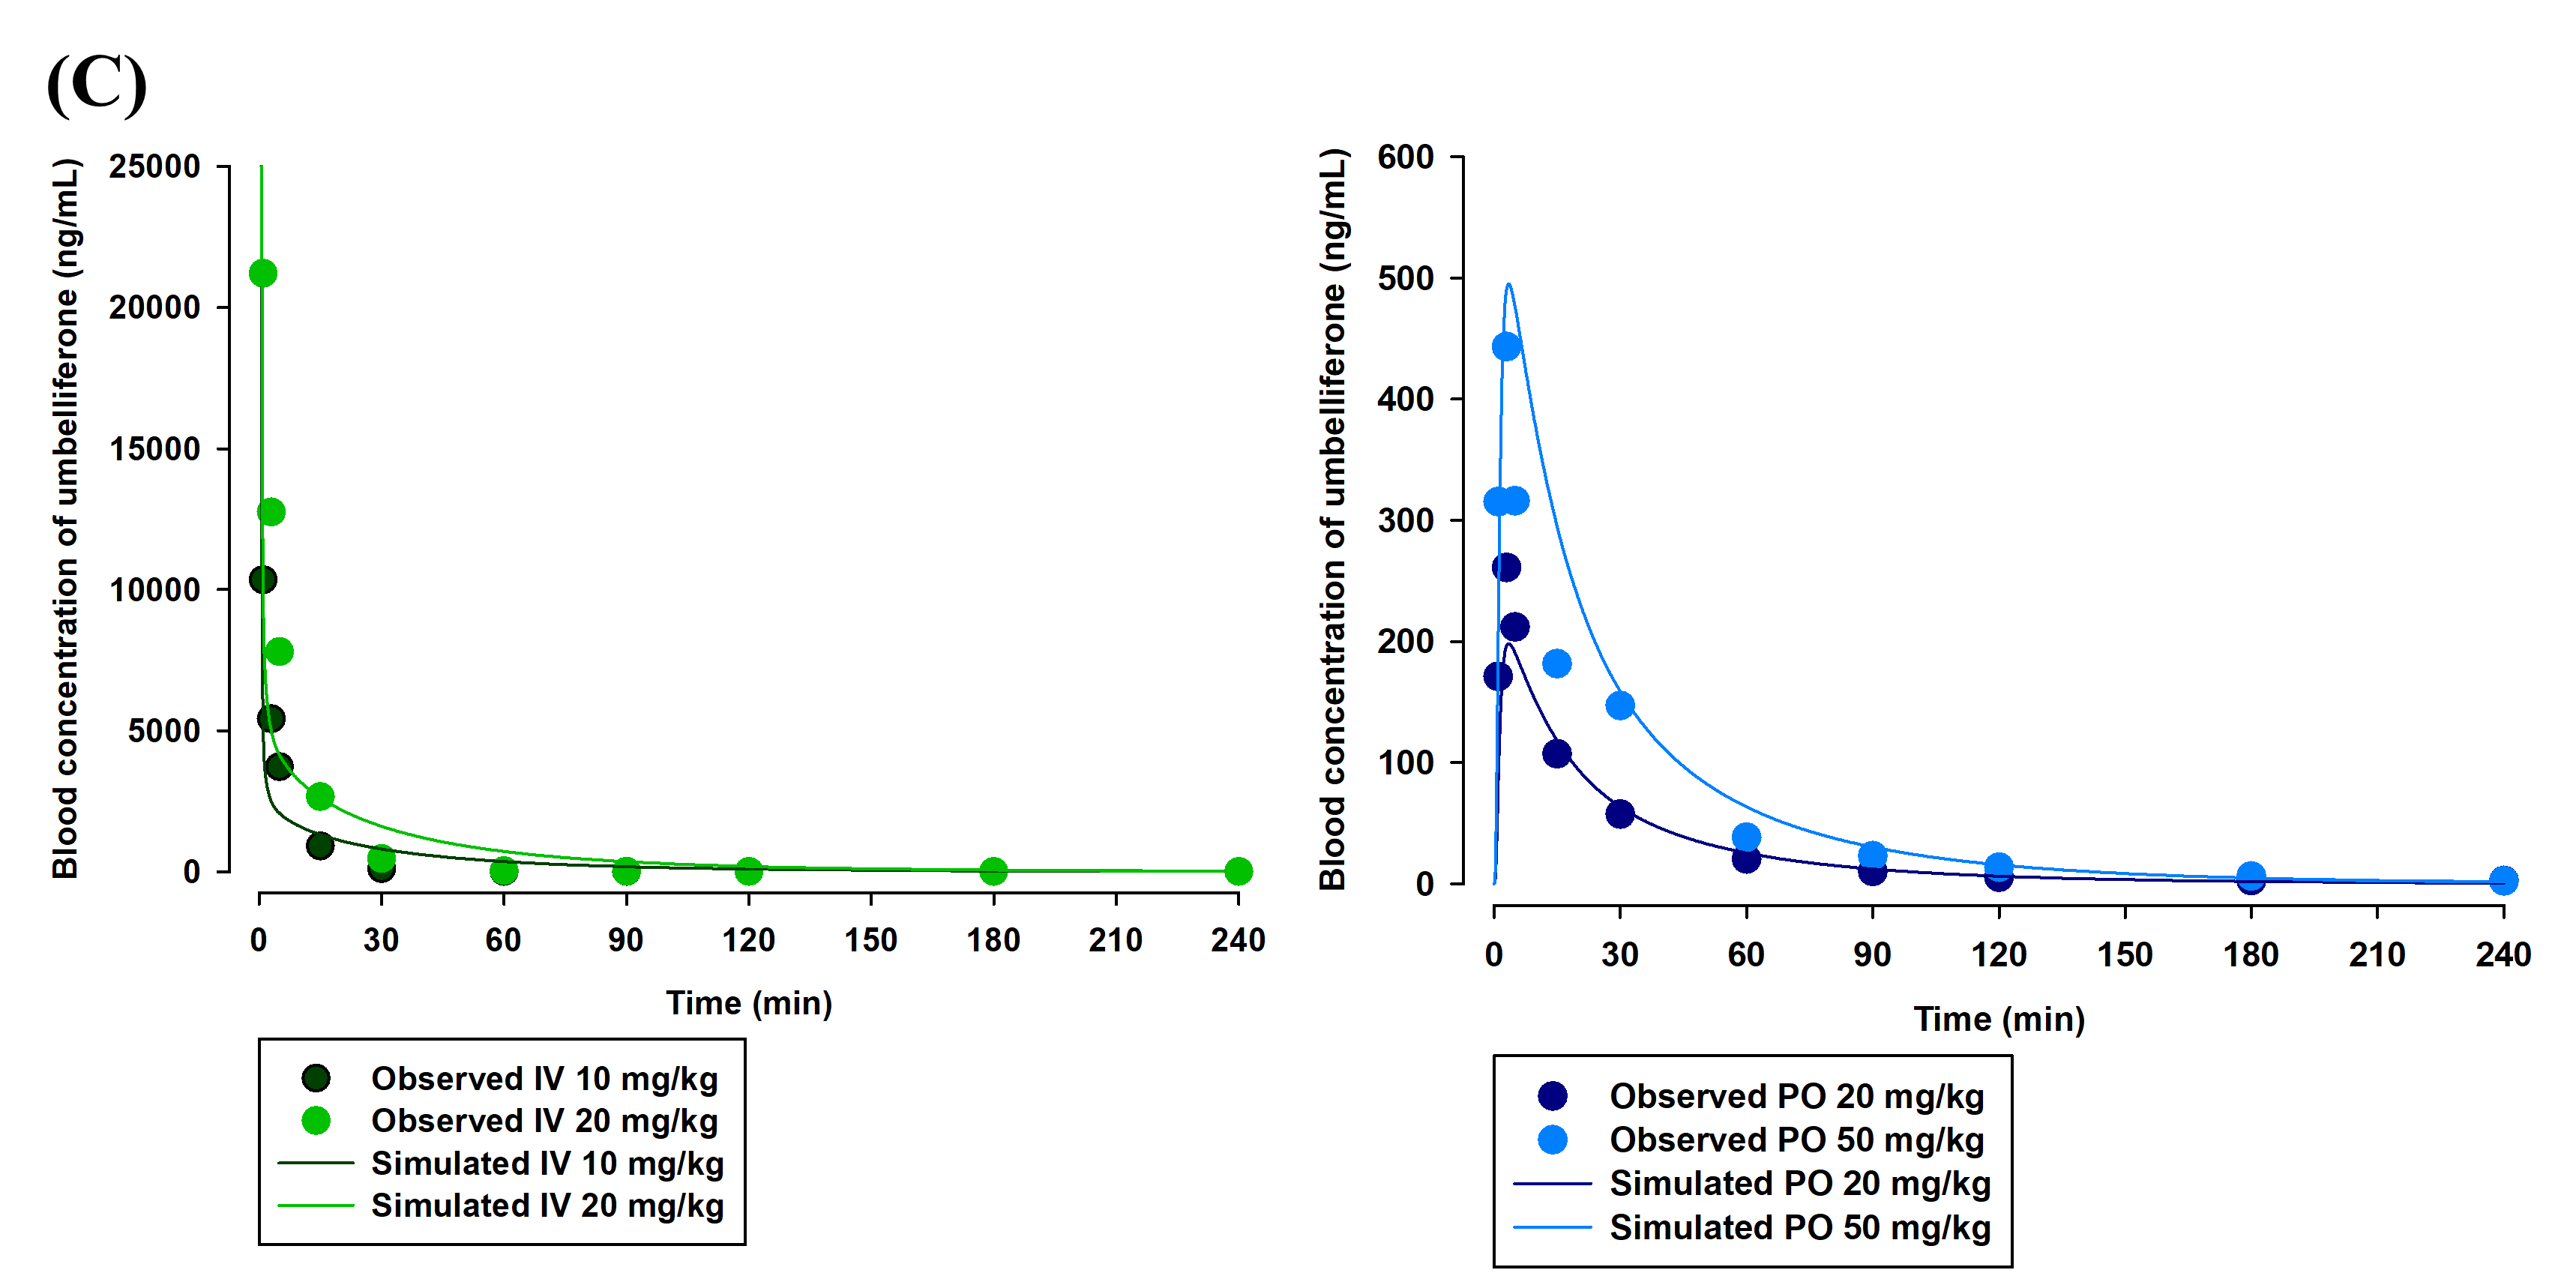 (C)
Blood concentration of umbelliferone (ng/mL)
25000
20000
15000
10000
5000
0
0 30 60 90 120 150 180 210 240
Time (min)
Observed IV 10 mg/kg
Observed IV 20 mg/kg
Simulated IV 10 mg/kg
Simulated IV 20 mg/kg
Blood concentration of umbelliferone (ng/mL)
600
500
400
300
200
100
0
0 30 60 90 120 150 180 210 240
Time (min)
Observed PO 20 mg/kg
Observed PO 50 mg/kg
Simulated PO 20 mg/kg
Simulated PO 50 mg/kg